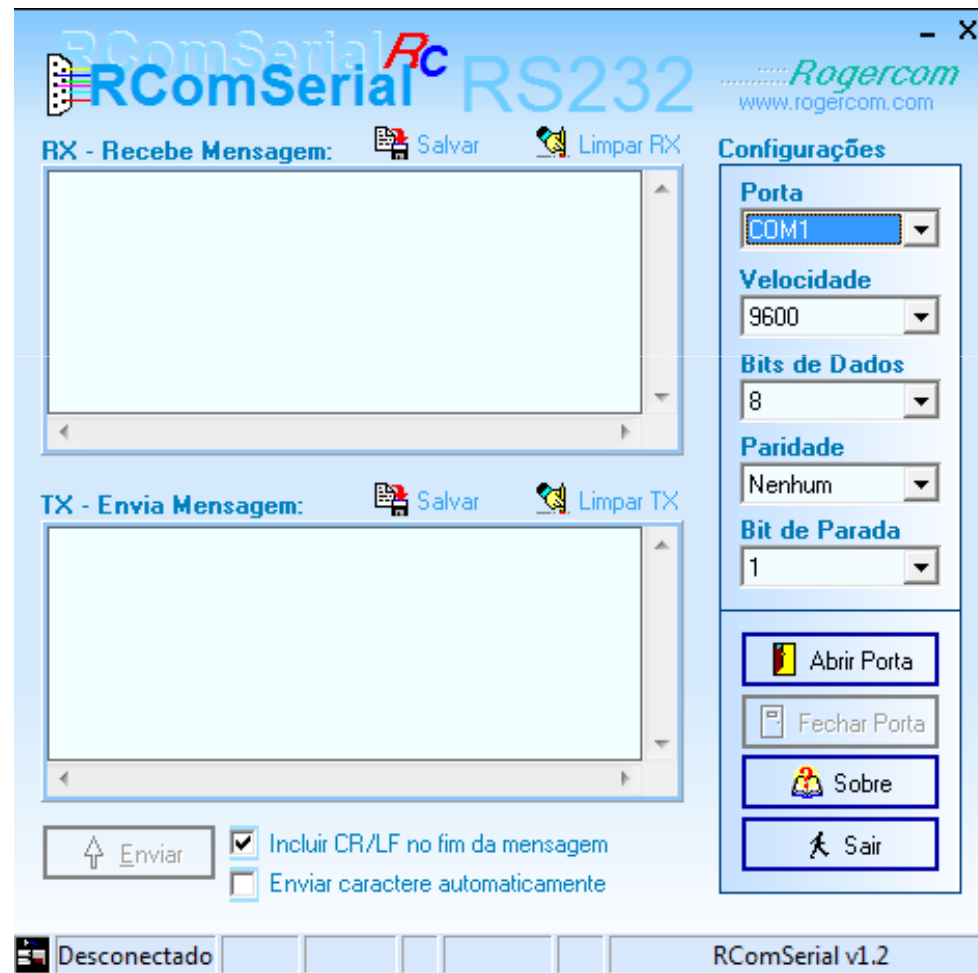 RComSerial Rc
RComSerial RS232
Rogercom
www.rogercom.com
RX - Recebe Mensagem: Salvar Limpar RX
Configurações
Porta
COM1
Velocidade
9600
Bits de Dados
8
Paridade
Nenhum
Bit de Parada
1
TX - Envia Mensagem: Salvar Limpar TX
Abrir Porta
Fechar Porta
Sobre
Sair
Enviar
Incluir CR/LF no fim da mensagem
Enviar caractere automaticamente
Desconectado
RComSerial v1.2